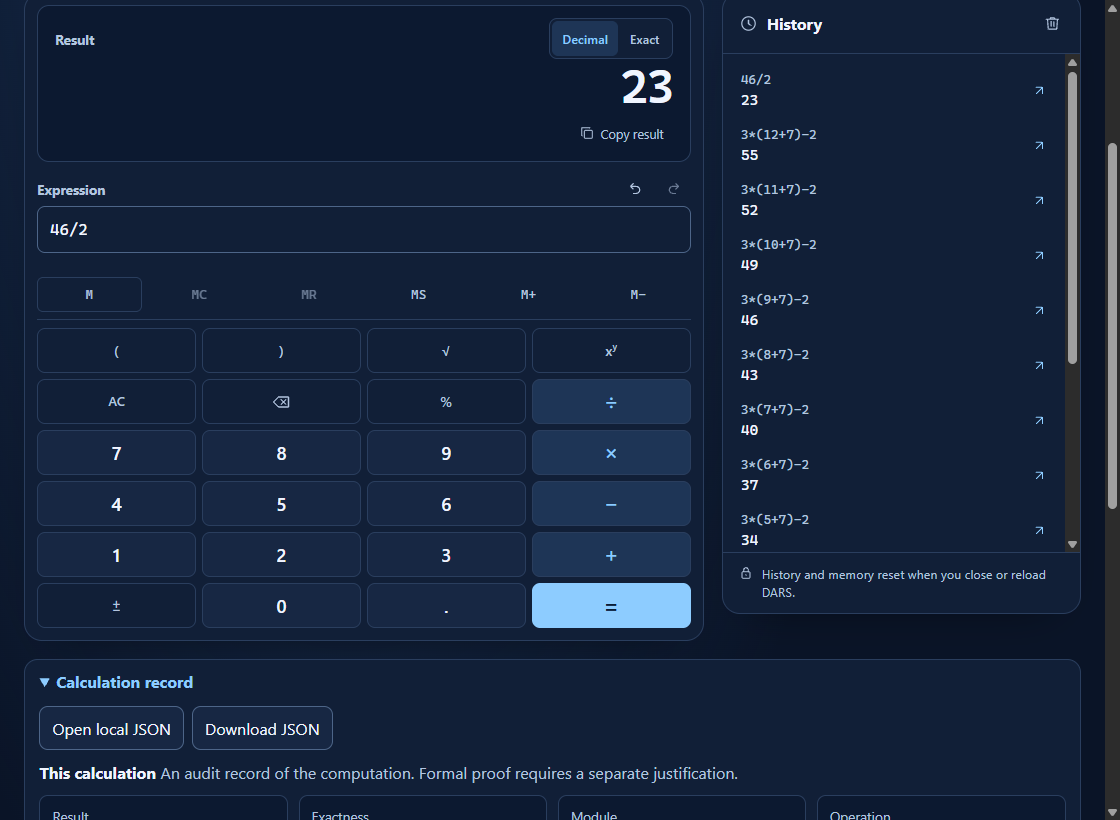 Result
Decimal Exact
23
Copy result
Expression
46/2
M MC MR MS M+ M−
( ) √ xʸ
AC % ÷
7 8 9 ×
4 5 6 −
1 2 3 +
± 0 . =
History
46/2
23
3*(12+7)−2
55
3*(11+7)−2
52
3*(10+7)−2
49
3*(9+7)−2
46
3*(8+7)−2
43
3*(7+7)−2
40
3*(6+7)−2
37
3*(5+7)−2
34
History and memory reset when you close or reload
DARS.
Calculation record
Open local JSON Download JSON
This calculation An audit record of the computation. Formal proof requires a separate justification.
Result Exactness Module Operation